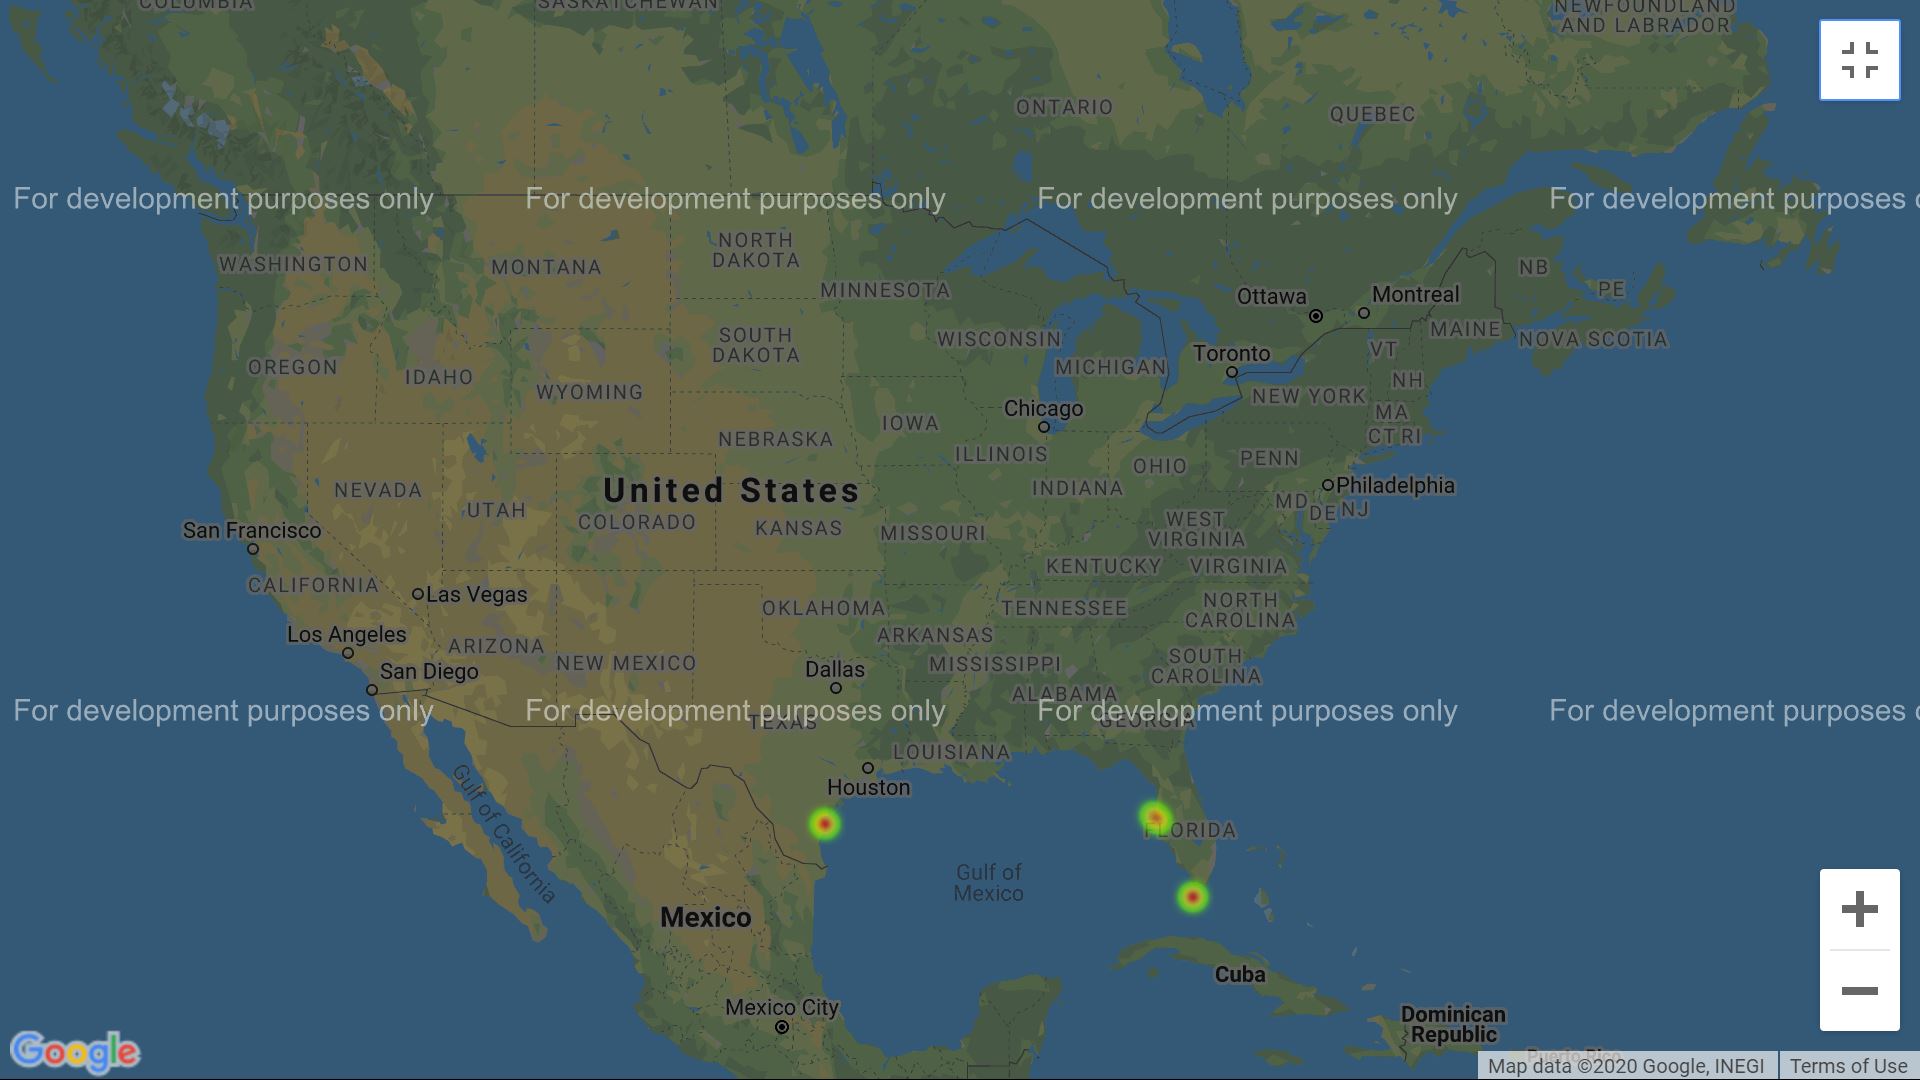 COLUMBIA
SASKATCHEWAN
NEWFOUNDLAND
AND LABRADOR
ONTARIO
QUEBEC
For development purposes only
For development purposes only
For development purposes only
For development purposes o
WASHINGTON
MONTANA
NORTH
DAKOTA
MINNESOTA
NB
PE
Ottawa
Montreal
SOUTH
DAKOTA
WISCONSIN
MAINE
NOVA SCOTIA
VT
Toronto
OREGON
IDAHO
MICHIGAN
NH
WYOMING
NEW YORK
Chicago
MA
IOWA
CT RI
NEBRASKA
ILLINOIS
OHIO
PENN
United States
NEVADA
INDIANA
Philadelphia
UTAH
MD
DE
NJ
COLORADO
KANSAS
MISSOURI
WEST
VIRGINIA
San Francisco
KENTUCKY
VIRGINIA
CALIFORNIA
Las Vegas
OKLAHOMA
TENNESSEE
NORTH
CAROLINA
Los Angeles
ARIZONA
ARKANSAS
NEW MEXICO
MISSISSIPPI
SOUTH
CAROLINA
San Diego
Dallas
ALABAMA
For development purposes only
For development purposes only
For development purposes only
For development purposes o
TEXAS
GEORGIA
LOUISIANA
Houston
Gulf of California
FLORIDA
Gulf of
Mexico
Mexico
Cuba
Mexico City
Dominican
Republic
Puerto Rico
Google
Map data ©2020 Google, INEGI
Terms of Use